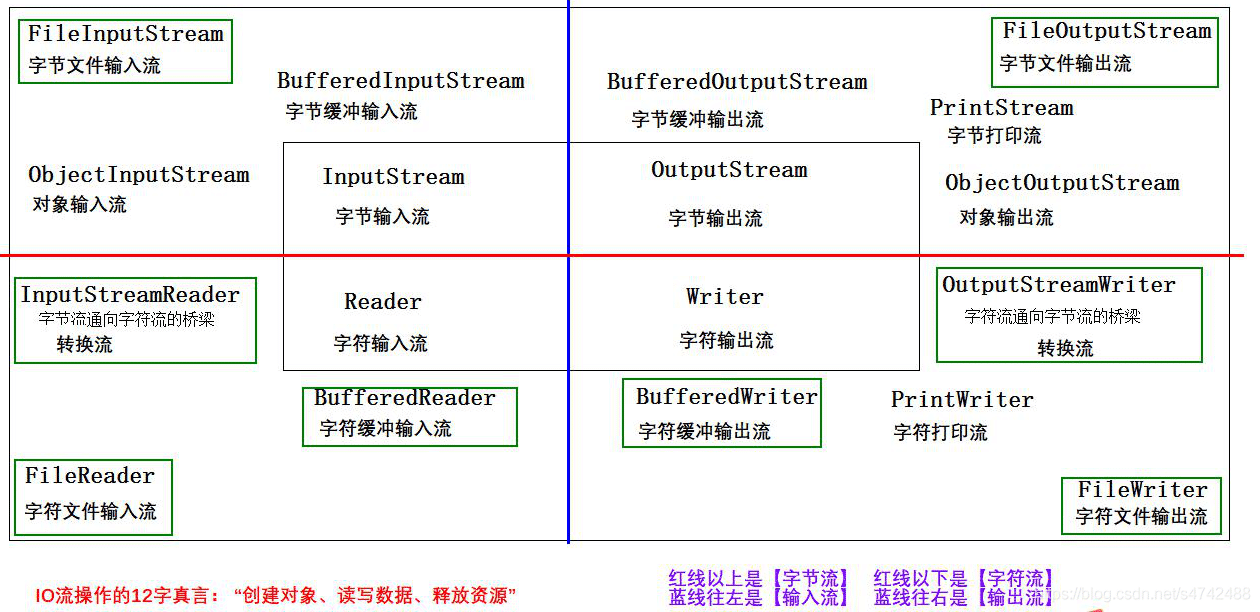 FileInputStream
字节文件输入流
BufferedInputStream
字节缓冲输入流
ObjectInputStream
对象输入流
InputStream
字节输入流
FileOutputStream
字节文件输出流
BufferedOutputStream
字节缓冲输出流
PrintStream
字节打印流
OutputStream
字节输出流
ObjectOutputStream
对象输出流
InputStreamReader
字节流通向字符流的桥梁
转换流
Reader
字符输入流
BufferedReader
字符缓冲输入流
FileReader
字符文件输入流
Writer
字符输出流
OutputStreamWriter
字符流通向字节流的桥梁
转换流
BufferedWriter
字符缓冲输出流
PrintWriter
字符打印流
FileWriter
字符文件输出流
IO流操作的12字真言：“创建对象、读写数据、释放资源”
红线以上是【字节流】 红线以下是【字符流】
蓝线往左是【输入流】 蓝线往右是【输出流】
https://blog.csdn.net/s4742488